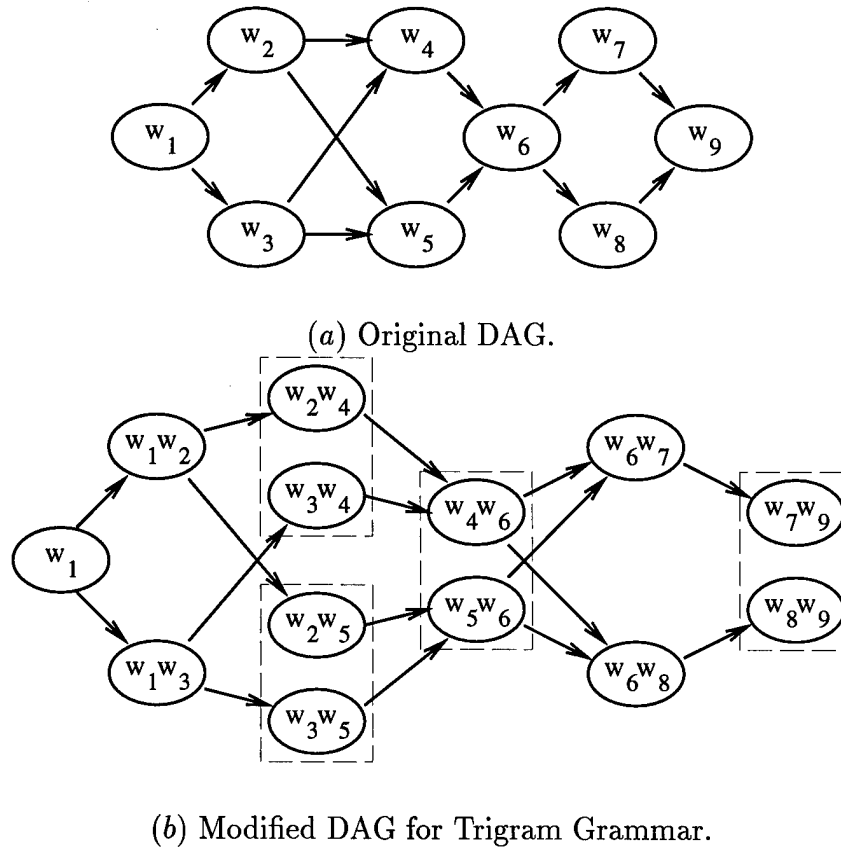 w2 w4 w7
w1 w6 w9
w3 w5 w8
(a) Original DAG.
w2w4
w1w2 w6w7
w3w4
w4w6 w7w9
w1
w5w6 w8w9
w2w5
w1w3 w6w8
w3w5
(b) Modified DAG for Trigram Grammar.